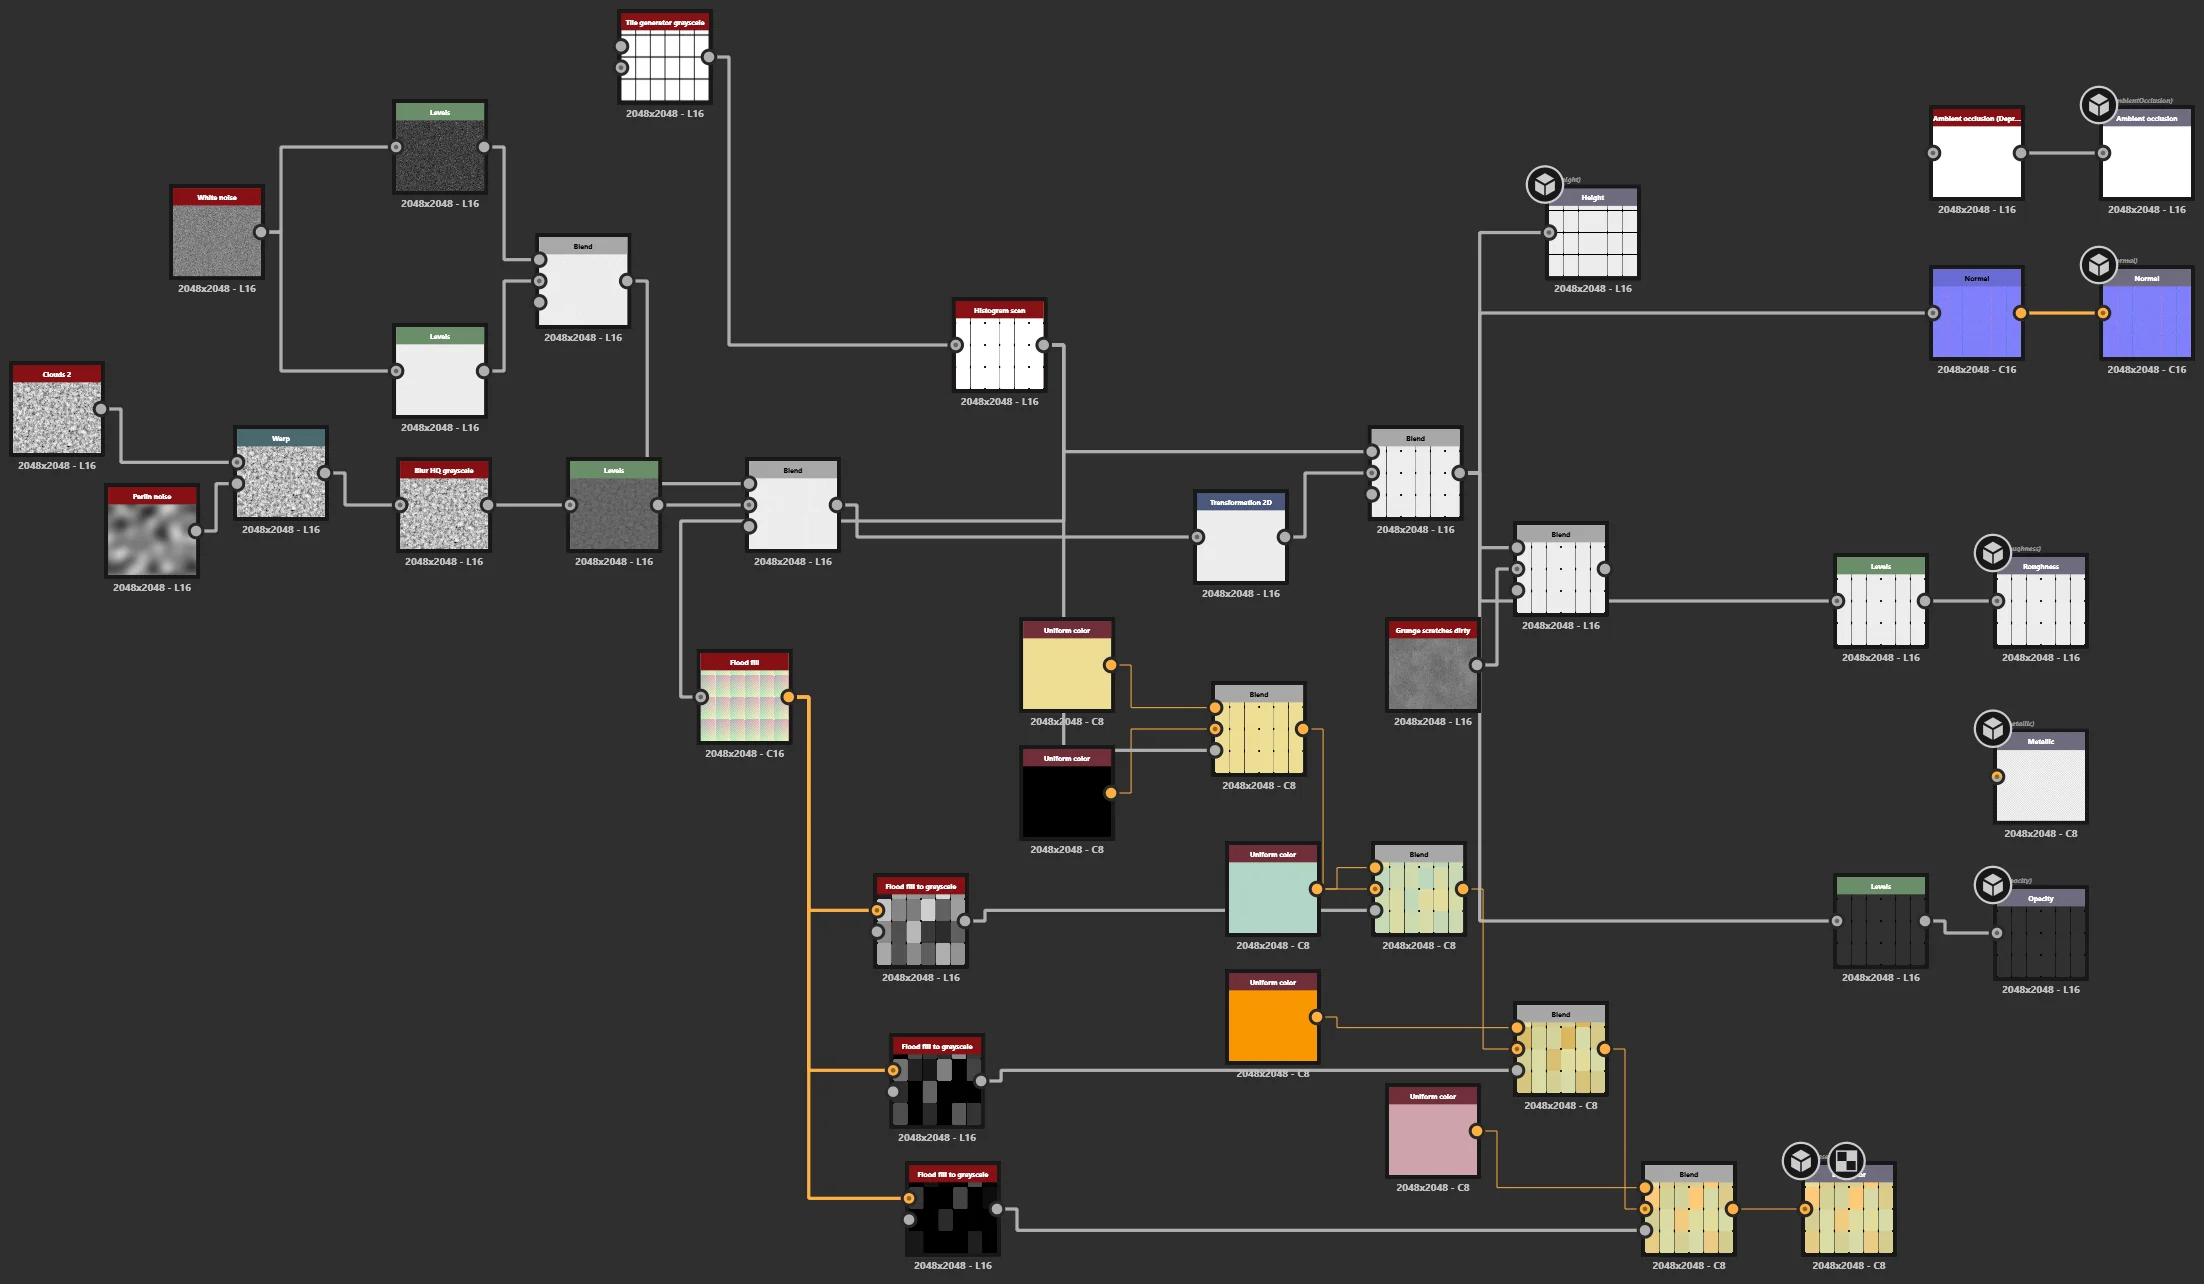 Tile generator grayscale
2048x2048 - L16
Levels
2048x2048 - L16
White noise
2048x2048 - L16
Blend
2048x2048 - L16
Levels
2048x2048 - L16
Clouds 2
2048x2048 - L16
Perlin noise
2048x2048 - L16
Warp
2048x2048 - L16
Blur HQ grayscale
2048x2048 - L16
Levels
2048x2048 - L16
Blend
2048x2048 - L16
Histogram scan
2048x2048 - L16
Transformation 2D
2048x2048 - L16
Blend
2048x2048 - L16
Height
2048x2048 - L16
Ambient occlusion (Depr...
2048x2048 - L16
mbientOcclusion)
Ambient occlusion
2048x2048 - L16
Normal
2048x2048 - C16
Normal
2048x2048 - C16
Blend
2048x2048 - L16
Grunge scratches dirty
2048x2048 - L16
Levels
2048x2048 - L16
Roughness
2048x2048 - L16
Metallic
2048x2048 - C8
Levels
2048x2048 - L16
Opacity
2048x2048 - L16
Flood fill
2048x2048 - C16
Uniform color
2048x2048 - C8
Uniform color
2048x2048 - C8
Blend
2048x2048 - C8
Flood fill to grayscale
2048x2048 - L16
Uniform color
2048x2048 - C8
Blend
2048x2048 - C8
Uniform color
2048x2048 - C8
Flood fill to grayscale
2048x2048 - L16
Blend
2048x2048 - C8
Uniform color
2048x2048 - C8
Flood fill to grayscale
2048x2048 - L16
Blend
2048x2048 - C8
2048x2048 - C8